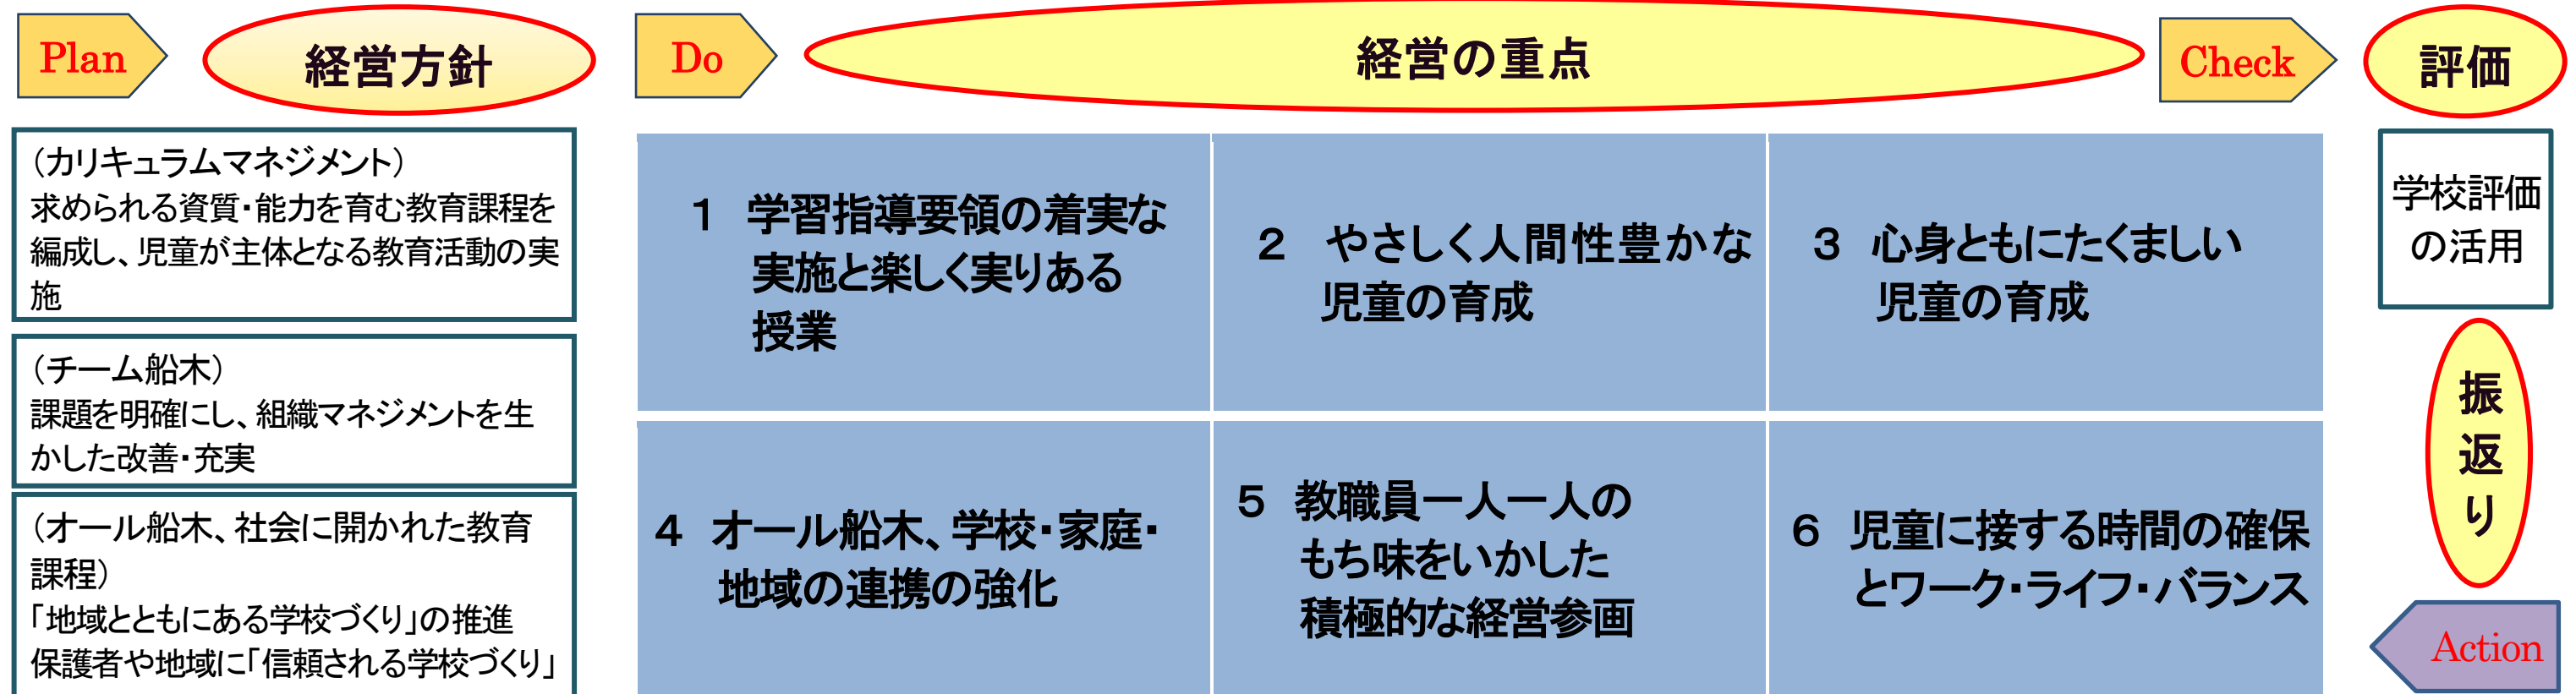 Plan
経営方針
Do
経営の重点
Check
評価
（カリキュラムマネジメント）
求められる資質・能力を育む教育課程を
編成し、児童が主体となる教育活動の実
施
（チーム船木）
課題を明確にし、組織マネジメントを生
かした改善・充実
（オール船木、社会に開かれた教育
課程）
「地域とともにある学校づくり」の推進
保護者や地域に「信頼される学校づくり」
１　学習指導要領の着実な
実施と楽しく実りある
授業
２　やさしく人間性豊かな
児童の育成
３　心身ともにたくましい
児童の育成
４　オール船木、学校・家庭・
地域の連携の強化
５　教職員一人一人の
もち味をいかした
積極的な経営参画
６　児童に接する時間の確保
とワーク・ライフ・バランス
学校評価
の活用
振返り
Action